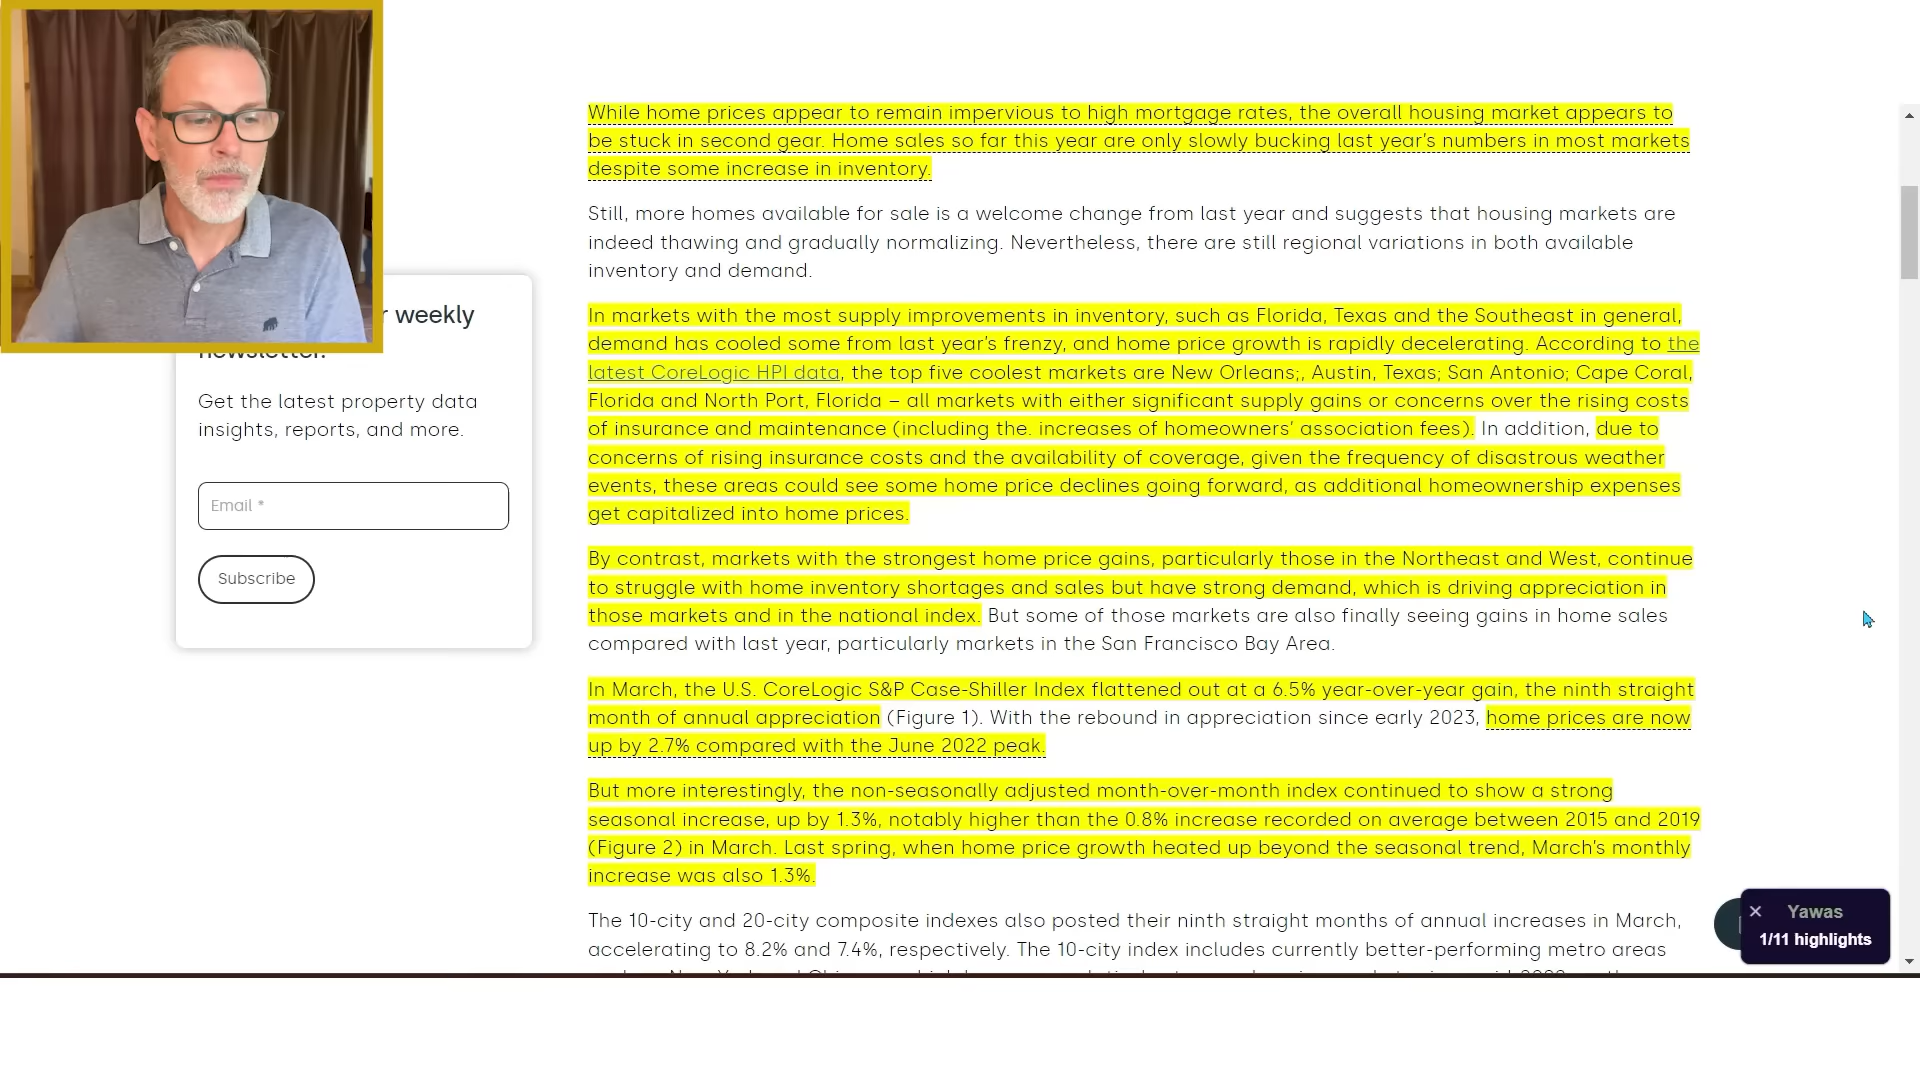 While home prices appear to remain impervious to high mortgage rates, the overall housing market appears to
be stuck in second gear. Home sales so far this year are only slowly bucking last year's numbers in most markets
despite some increase in inventory.
Still, more homes available for sale is a welcome change from last year and suggests that housing markets are
indeed thawing and gradually normalizing. Nevertheless, there are still regional variations in both available
inventory and demand.
In markets with the most supply improvements in inventory, such as Florida, Texas and the Southeast in general,
demand has cooled some from last year's frenzy, and home price growth is rapidly decelerating. According to the
latest CoreLogic HPI data, the top five coolest markets are New Orleans;, Austin, Texas; San Antonio; Cape Coral,
Florida and North Port, Florida – all markets with either significant supply gains or concerns over the rising costs
of insurance and maintenance (including the. increases of homeowners' association fees). In addition, due to
concerns of rising insurance costs and the availability of coverage, given the frequency of disastrous weather
events, these areas could see some home price declines going forward, as additional homeownership expenses
get capitalized into home prices.
By contrast, markets with the strongest home price gains, particularly those in the Northeast and West, continue
to struggle with home inventory shortages and sales but have strong demand, which is driving appreciation in
those markets and in the national index. But some of those markets are also finally seeing gains in home sales
compared with last year, particularly markets in the San Francisco Bay Area.
In March, the U.S. CoreLogic S&P Case-Shiller Index flattened out at a 6.5% year-over-year gain, the ninth straight
month of annual appreciation (Figure 1). With the rebound in appreciation since early 2023, home prices are now
up by 2.7% compared with the June 2022 peak.
But more interestingly, the non-seasonally adjusted month-over-month index continued to show a strong
seasonal increase, up by 1.3%, notably higher than the 0.8% increase recorded on average between 2015 and 2019
(Figure 2) in March. Last spring, when home price growth heated up beyond the seasonal trend, March's monthly
increase was also 1.3%.
The 10-city and 20-city composite indexes also posted their ninth straight months of annual increases in March,
accelerating to 8.2% and 7.4%, respectively. The 10-city index includes currently better-performing metro areas
weekly
newsletter.
Get the latest property data
insights, reports, and more.
Email *
Subscribe
Yawas
1/11 highlights